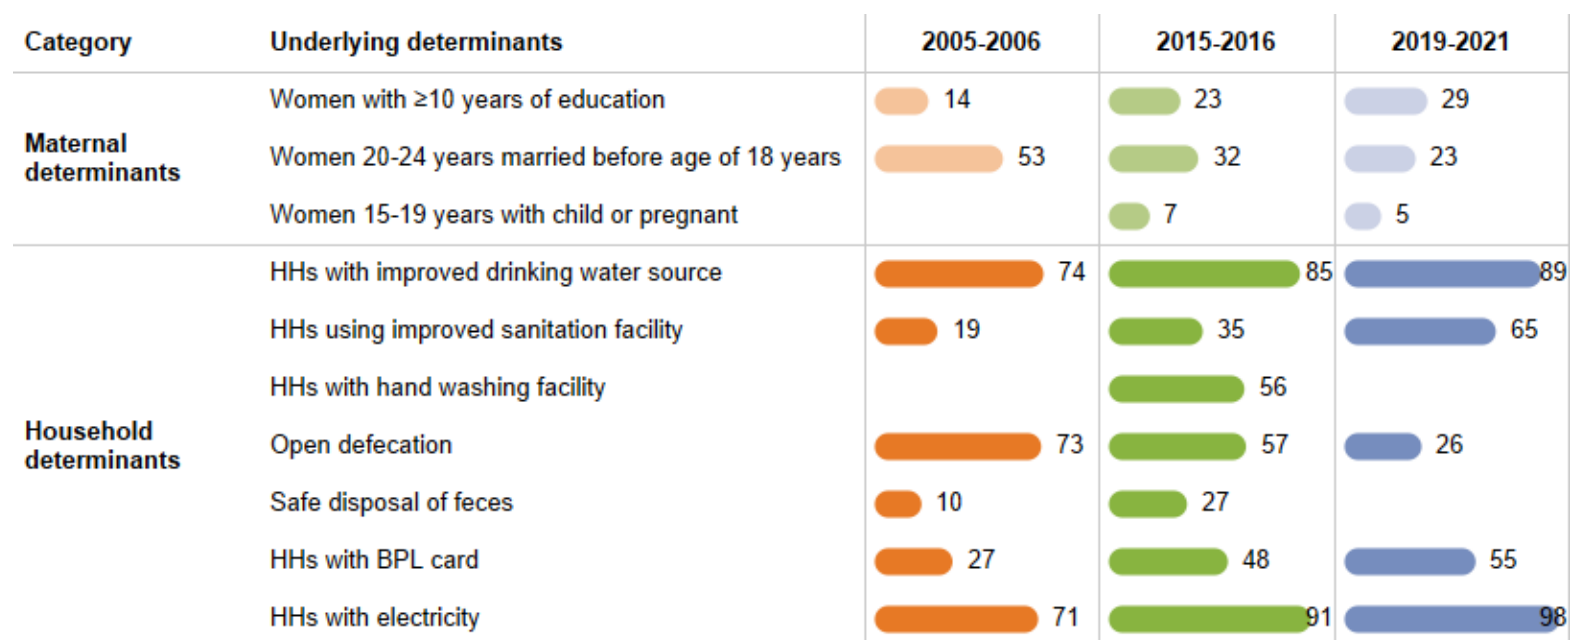 Category Underlying determinants 2005-2006 2015-2016 2019-2021
Women with ≥10 years of education 14 23 29
Maternal
determinants
Women 20-24 years married before age of 18 years 53 32 23
Women 15-19 years with child or pregnant 7 5
HHs with improved drinking water source 74 85 89
HHs using improved sanitation facility 19 35 65
HHs with hand washing facility 56
Household
determinants
Open defecation 73 57 26
Safe disposal of feces 10 27
HHs with BPL card 27 48 55
HHs with electricity 71 91 98